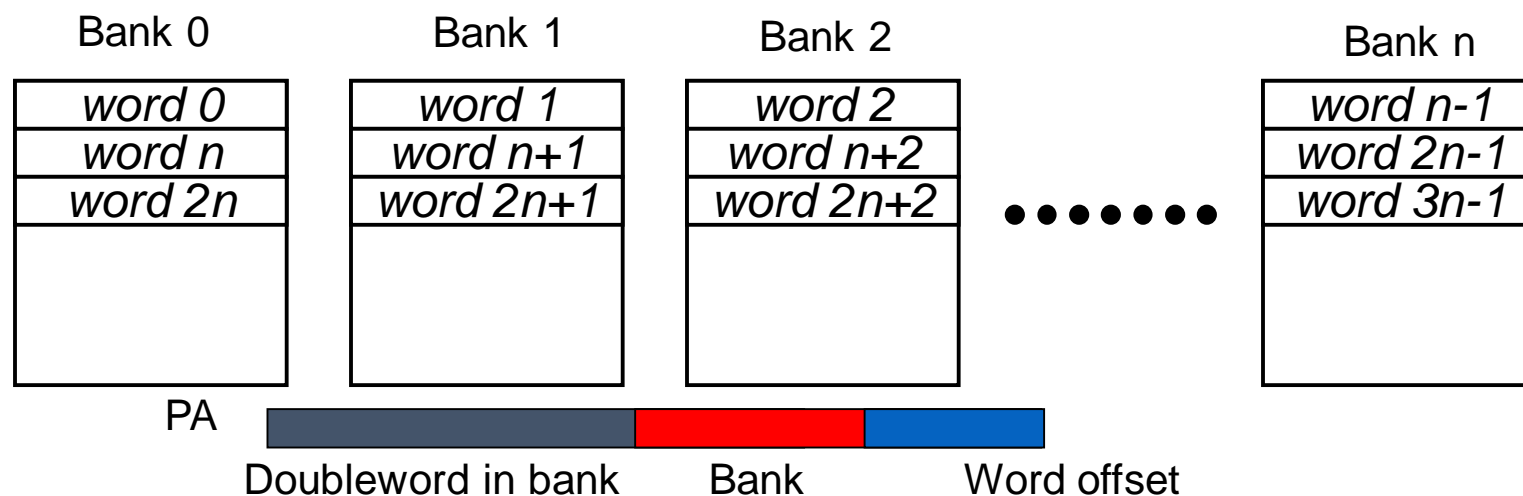 Bank 0 Bank 1 Bank 2 Bank n
word 0 word 1 word 2 word n-1
word n word n+1 word n+2 word 2n-1
word 2n word 2n+1 word 2n+2 word 3n-1
PA
Doubleword in bank Bank Word offset